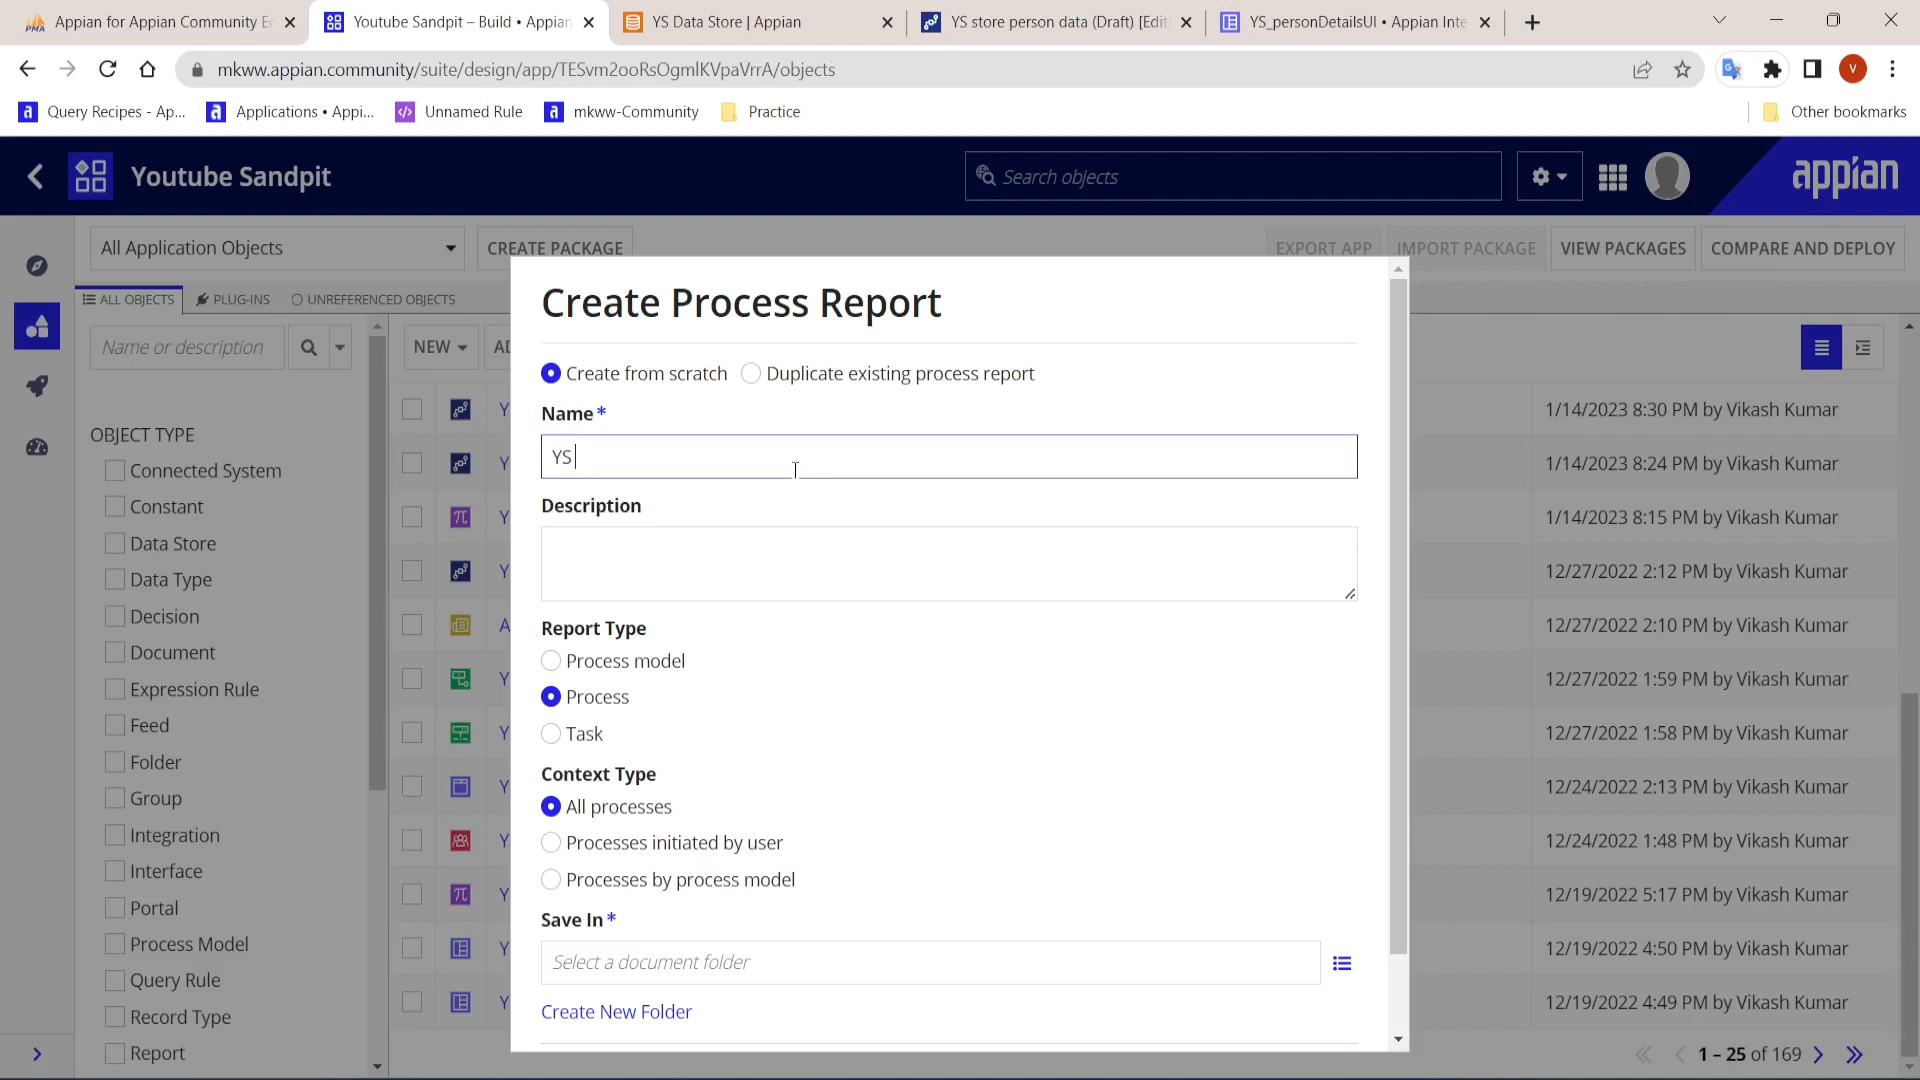 Appian for Appian Community E
Youtube Sandpit – Build • Appian
YS Data Store | Appian
YS store person data (Draft) [Edit
YS_personDetailsUI • Appian Inte
mkww.appian.community/suite/design/app/TESvm2ooRsOgmlKVpaVrrA/objects
V
Query Recipes - Ap...
Applications • Appi...
Unnamed Rule
mkww-Community
Practice
Other bookmarks
Youtube Sandpit
Search objects
appian
All Application Objects
CREATE PACKAGE
EXPORT APP
IMPORT PACKAGE
VIEW PACKAGES
COMPARE AND DEPLOY
ALL OBJECTS
PLUG-INS
UNREFERENCED OBJECTS
Name or description
NEW
AD
OBJECT TYPE
Connected System
Constant
Data Store
Data Type
Decision
Document
Expression Rule
Feed
Folder
Group
Integration
Interface
Portal
Process Model
Query Rule
Record Type
Report
Y
Y
Y
Y
A
Y
Y
Y
Y
Y
Y
Y
Create Process Report
Create from scratch
Duplicate existing process report
Name *
YS
Description
Report Type
Process model
Process
Task
Context Type
All processes
Processes initiated by user
Processes by process model
Save In *
Select a document folder
Create New Folder
1/14/2023 8:30 PM by Vikash Kumar
1/14/2023 8:24 PM by Vikash Kumar
1/14/2023 8:15 PM by Vikash Kumar
12/27/2022 2:12 PM by Vikash Kumar
12/27/2022 2:10 PM by Vikash Kumar
12/27/2022 1:59 PM by Vikash Kumar
12/27/2022 1:58 PM by Vikash Kumar
12/24/2022 2:13 PM by Vikash Kumar
12/24/2022 1:48 PM by Vikash Kumar
12/19/2022 5:17 PM by Vikash Kumar
12/19/2022 4:50 PM by Vikash Kumar
12/19/2022 4:49 PM by Vikash Kumar
1 – 25 of 169